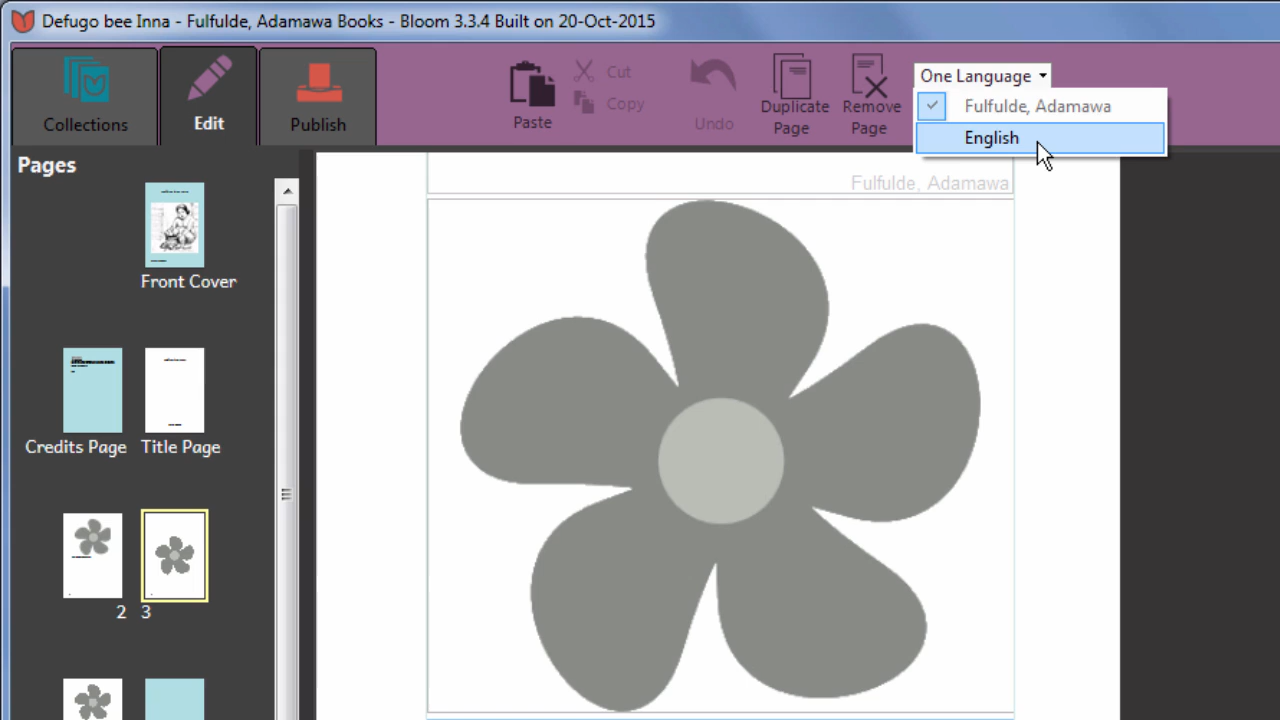 Defugo bee Inna - Fulfulde, Adamawa Books - Bloom 3.3.4 Built on 20-Oct-2015
Collections
Edit
Publish
Paste
Cut
Copy
Undo
Duplicate
Page
Remove
Page
One Language
Fulfulde, Adamawa
English
Pages
Front Cover
Credits Page
Title Page
2
3
Fulfulde, Adamawa